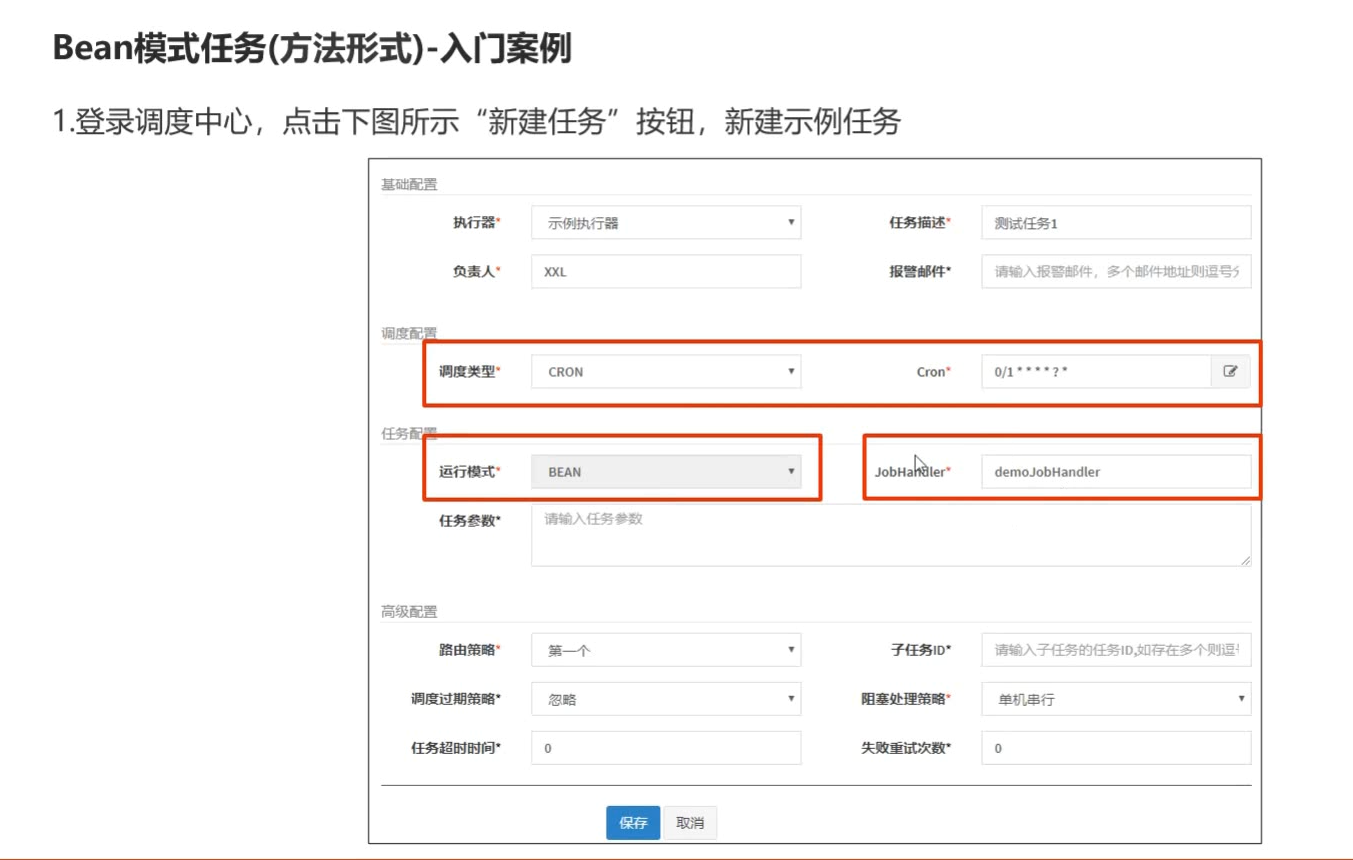 Bean模式任务(方法形式)-入门案例
1.登录调度中心，点击下图所示“新建任务”按钮，新建示例任务
基础配置
执行器* 示例执行器 任务描述* 测试任务1
负责人* XXL 报警邮件* 请输入报警邮件，多个邮件地址则逗号分
调度配置
调度类型* CRON Cron* 0/1 * * * * ? *
任务配置
运行模式* BEAN JobHandler* demoJobHandler
任务参数* 请输入任务参数
高级配置
路由策略* 第一个 子任务ID* 请输入子任务的任务ID,如存在多个则逗号
调度过期策略* 忽略 阻塞处理策略* 单机串行
任务超时时间* 0 失败重试次数* 0
保存 取消